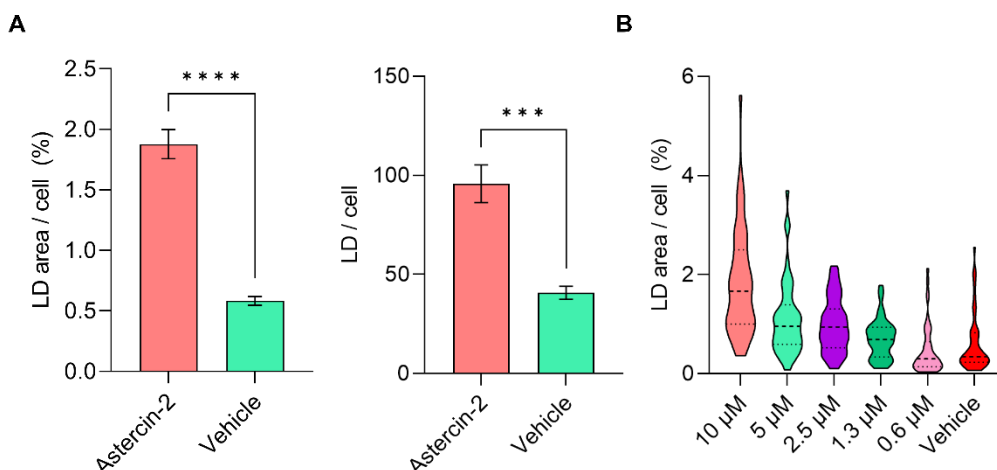 A
B
LD area / cell (%)
2.5
2.0
1.5
1.0
0.5
0.0
****
Astercin-2
Vehicle
LD / cell
150
100
50
0
***
Astercin-2
Vehicle
LD area / cell (%)
6
4
2
0
10 µM
5 µM
2.5 µM
1.3 µM
0.6 µM
Vehicle